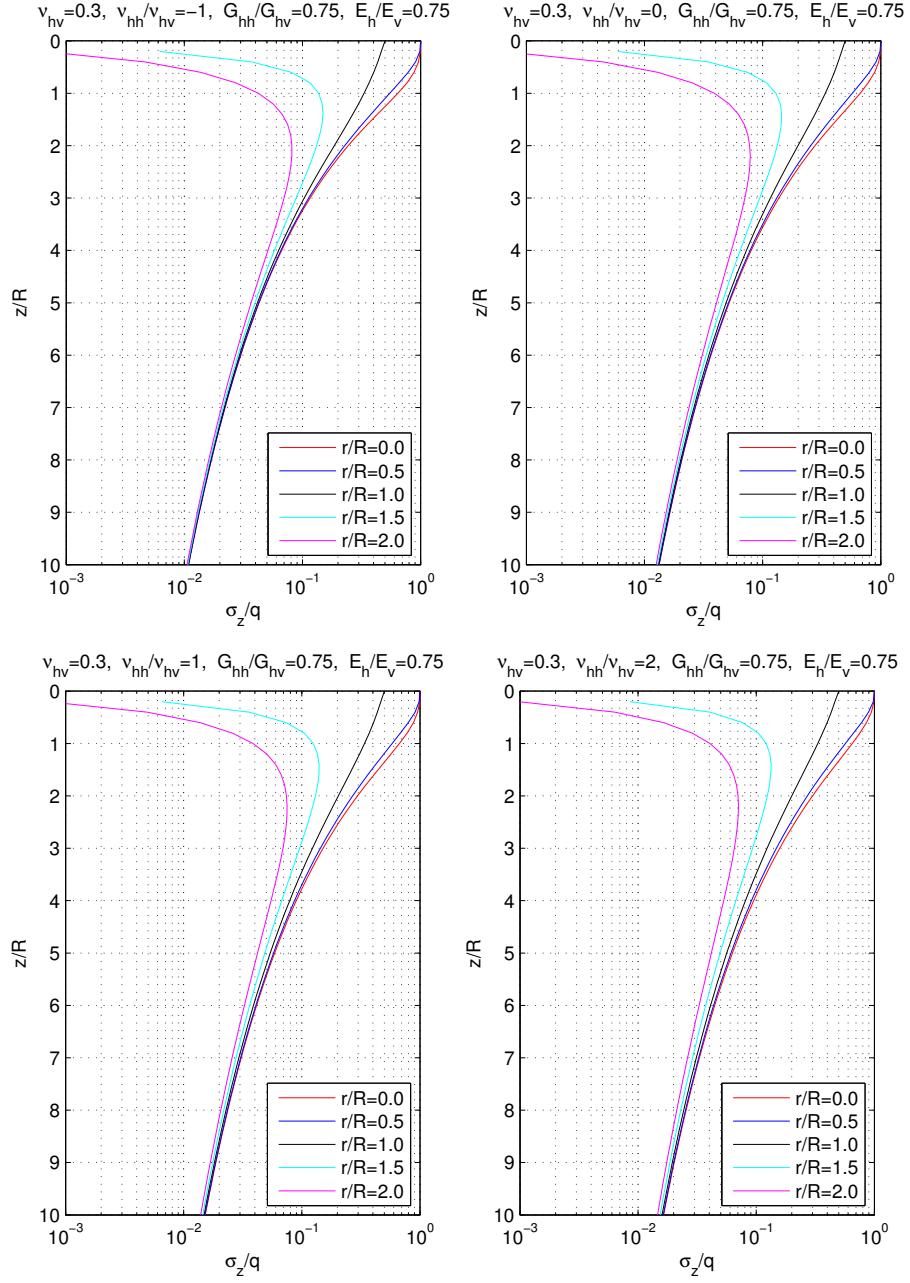 ν_hv=0.3, ν_hh/ν_hv=−1, G_hh/G_hv=0.75, E_h/E_v=0.75
0
1
2
3
4
5
6
7
8
9
10
z/R
r/R=0.0
r/R=0.5
r/R=1.0
r/R=1.5
r/R=2.0
10^−3 10^−2 10^−1 10^0
σ_z/q
ν_hv=0.3, ν_hh/ν_hv=0, G_hh/G_hv=0.75, E_h/E_v=0.75
0
1
2
3
4
5
6
7
8
9
10
z/R
r/R=0.0
r/R=0.5
r/R=1.0
r/R=1.5
r/R=2.0
10^−3 10^−2 10^−1 10^0
σ_z/q
ν_hv=0.3, ν_hh/ν_hv=1, G_hh/G_hv=0.75, E_h/E_v=0.75
0
1
2
3
4
5
6
7
8
9
10
z/R
r/R=0.0
r/R=0.5
r/R=1.0
r/R=1.5
r/R=2.0
10^−3 10^−2 10^−1 10^0
σ_z/q
ν_hv=0.3, ν_hh/ν_hv=2, G_hh/G_hv=0.75, E_h/E_v=0.75
0
1
2
3
4
5
6
7
8
9
10
z/R
r/R=0.0
r/R=0.5
r/R=1.0
r/R=1.5
r/R=2.0
10^−3 10^−2 10^−1 10^0
σ_z/q